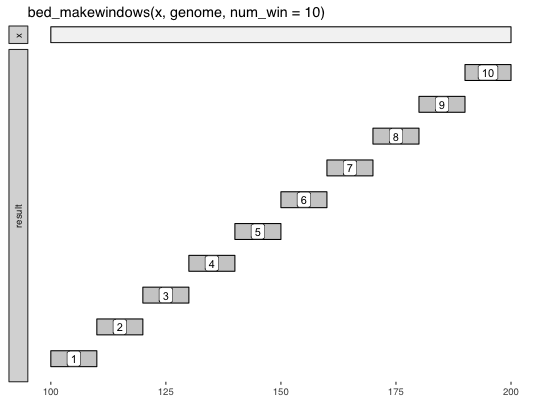 bed_makewindows(x, genome, num_win = 10)
x
result
10
9
8
7
6
5
4
3
2
1
100 125 150 175 200